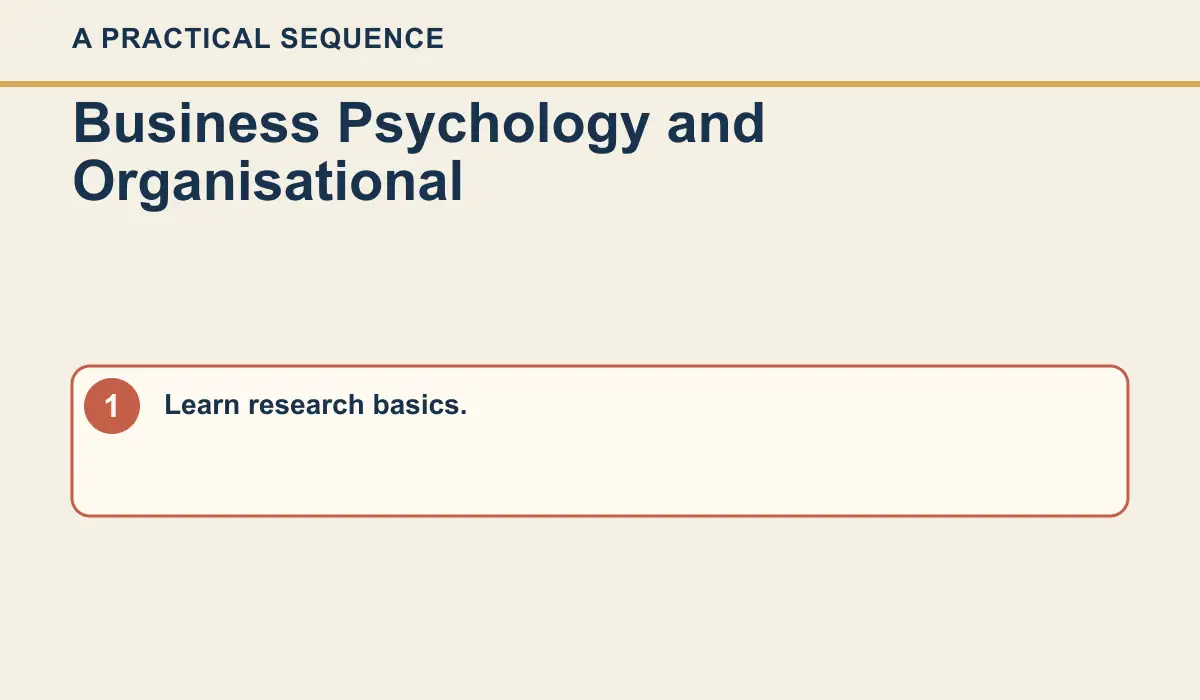 A PRACTICAL SEQUENCE
Business Psychology and
Organisational
1 Learn research basics.